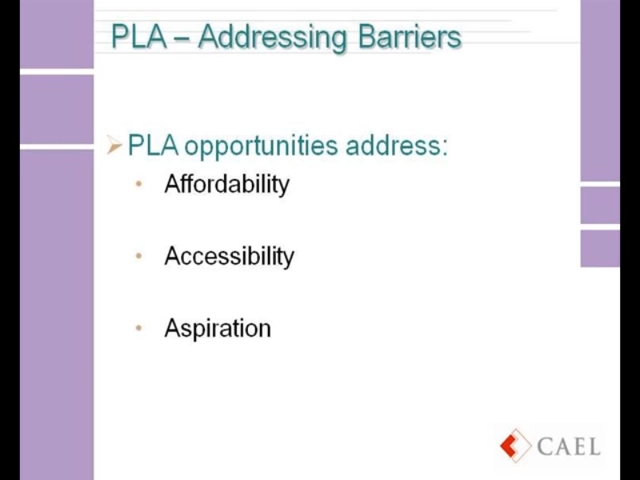 PLA – Addressing Barriers
PLA opportunities address:
Affordability
Accessibility
Aspiration
CAEL